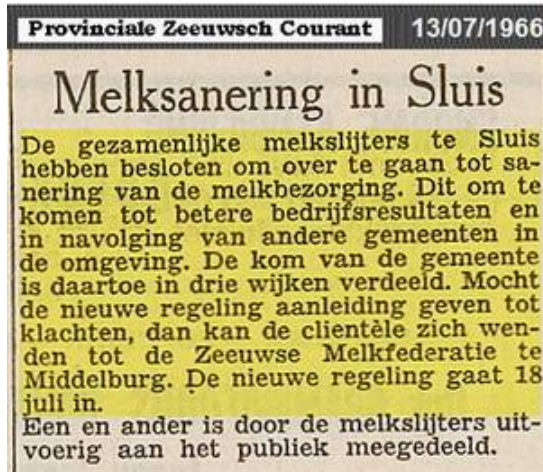 Provinciale Zeeuwsch Courant 13/07/1966
Melksanering in Sluis
De gezamenlijke melkslijters te Sluis
hebben besloten om over te gaan tot sa-
nering van de melkbezorging. Dit om te
komen tot betere bedrijfsresultaten en
in navolging van andere gemeenten in
de omgeving. De kom van de gemeente
is daartoe in drie wijken verdeeld. Mocht
de nieuwe regeling aanleiding geven tot
klachten, dan kan de clientèle zich wen-
den tot de Zeeuwse Melkfederatie te
Middelburg. De nieuwe regeling gaat 18
juli in.
Een en ander is door de melkslijters uit-
voerig aan het publiek meegedeeld.